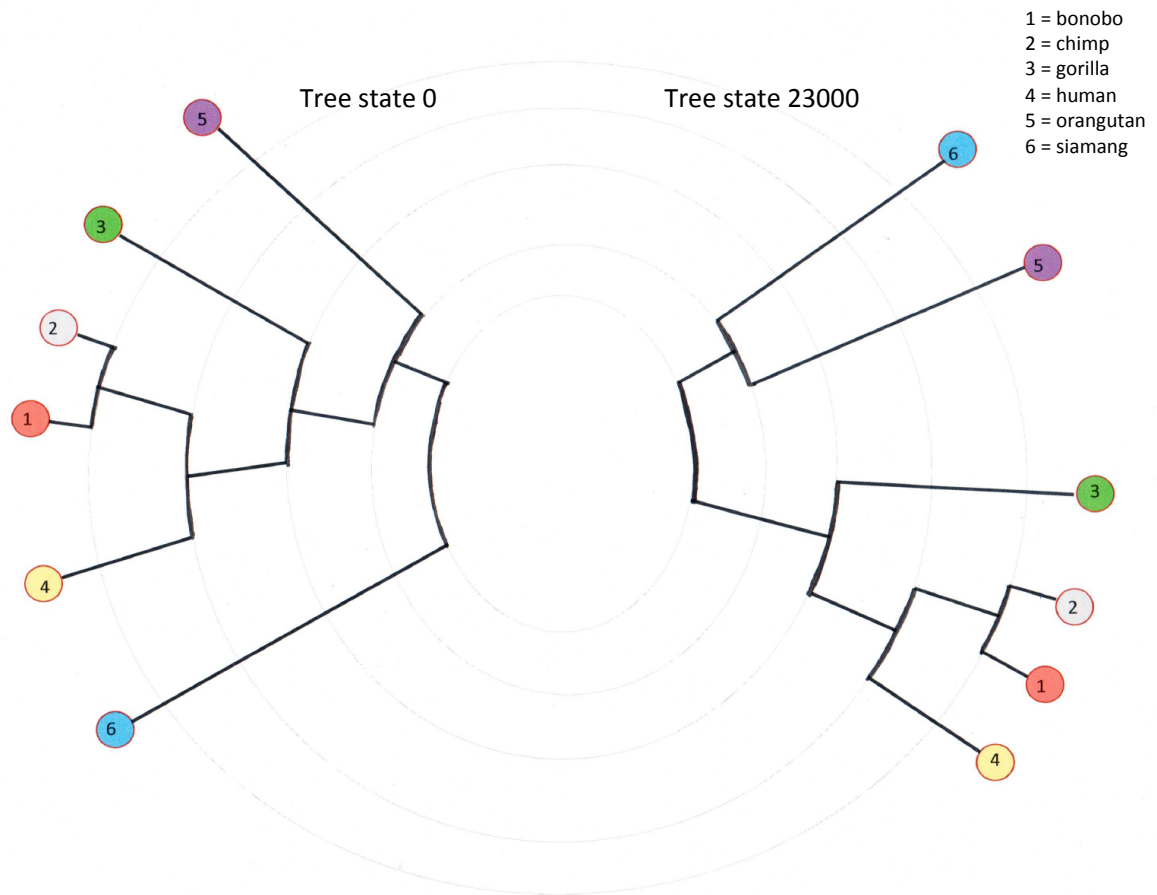 1 = bonobo
2 = chimp
3 = gorilla
4 = human
5 = orangutan
6 = siamang
Tree state 0
Tree state 23000
5
3
2
1
4
6
6
5
3
2
1
4